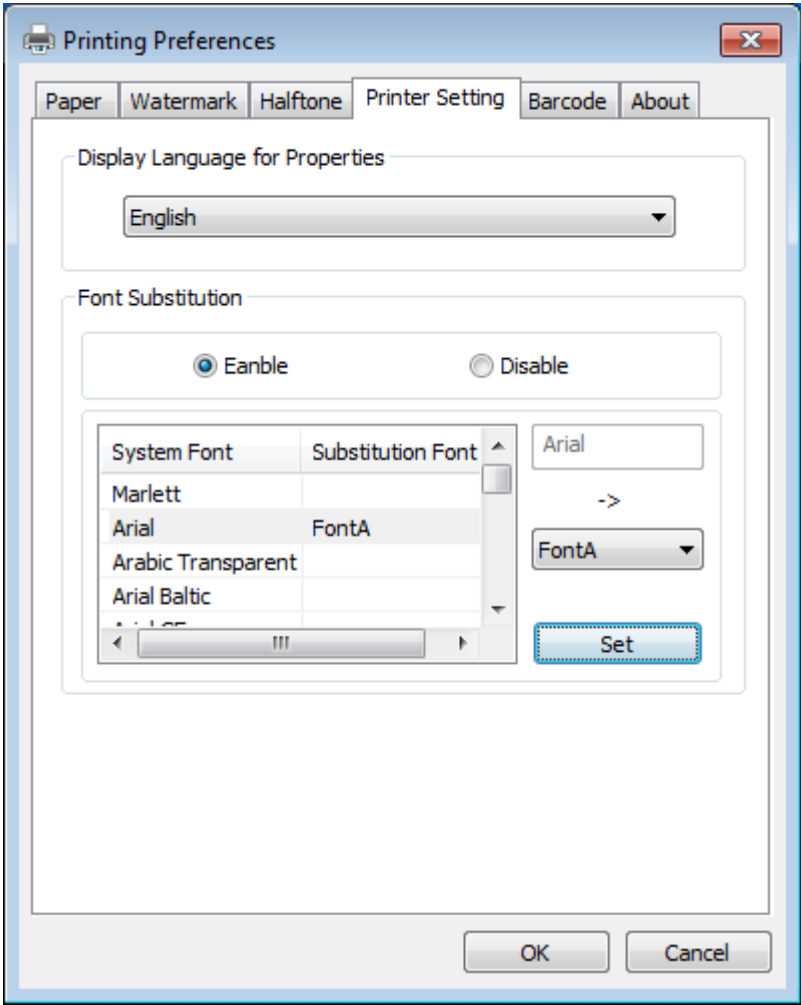 Printing Preferences
Paper Watermark Halftone Printer Setting Barcode About
Display Language for Properties
English
Font Substitution
Eanble Disable
System Font Substitution Font
Arial
Marlett
->
Arial FontA
FontA
Arabic Transparent
Arial Baltic
Set
OK Cancel